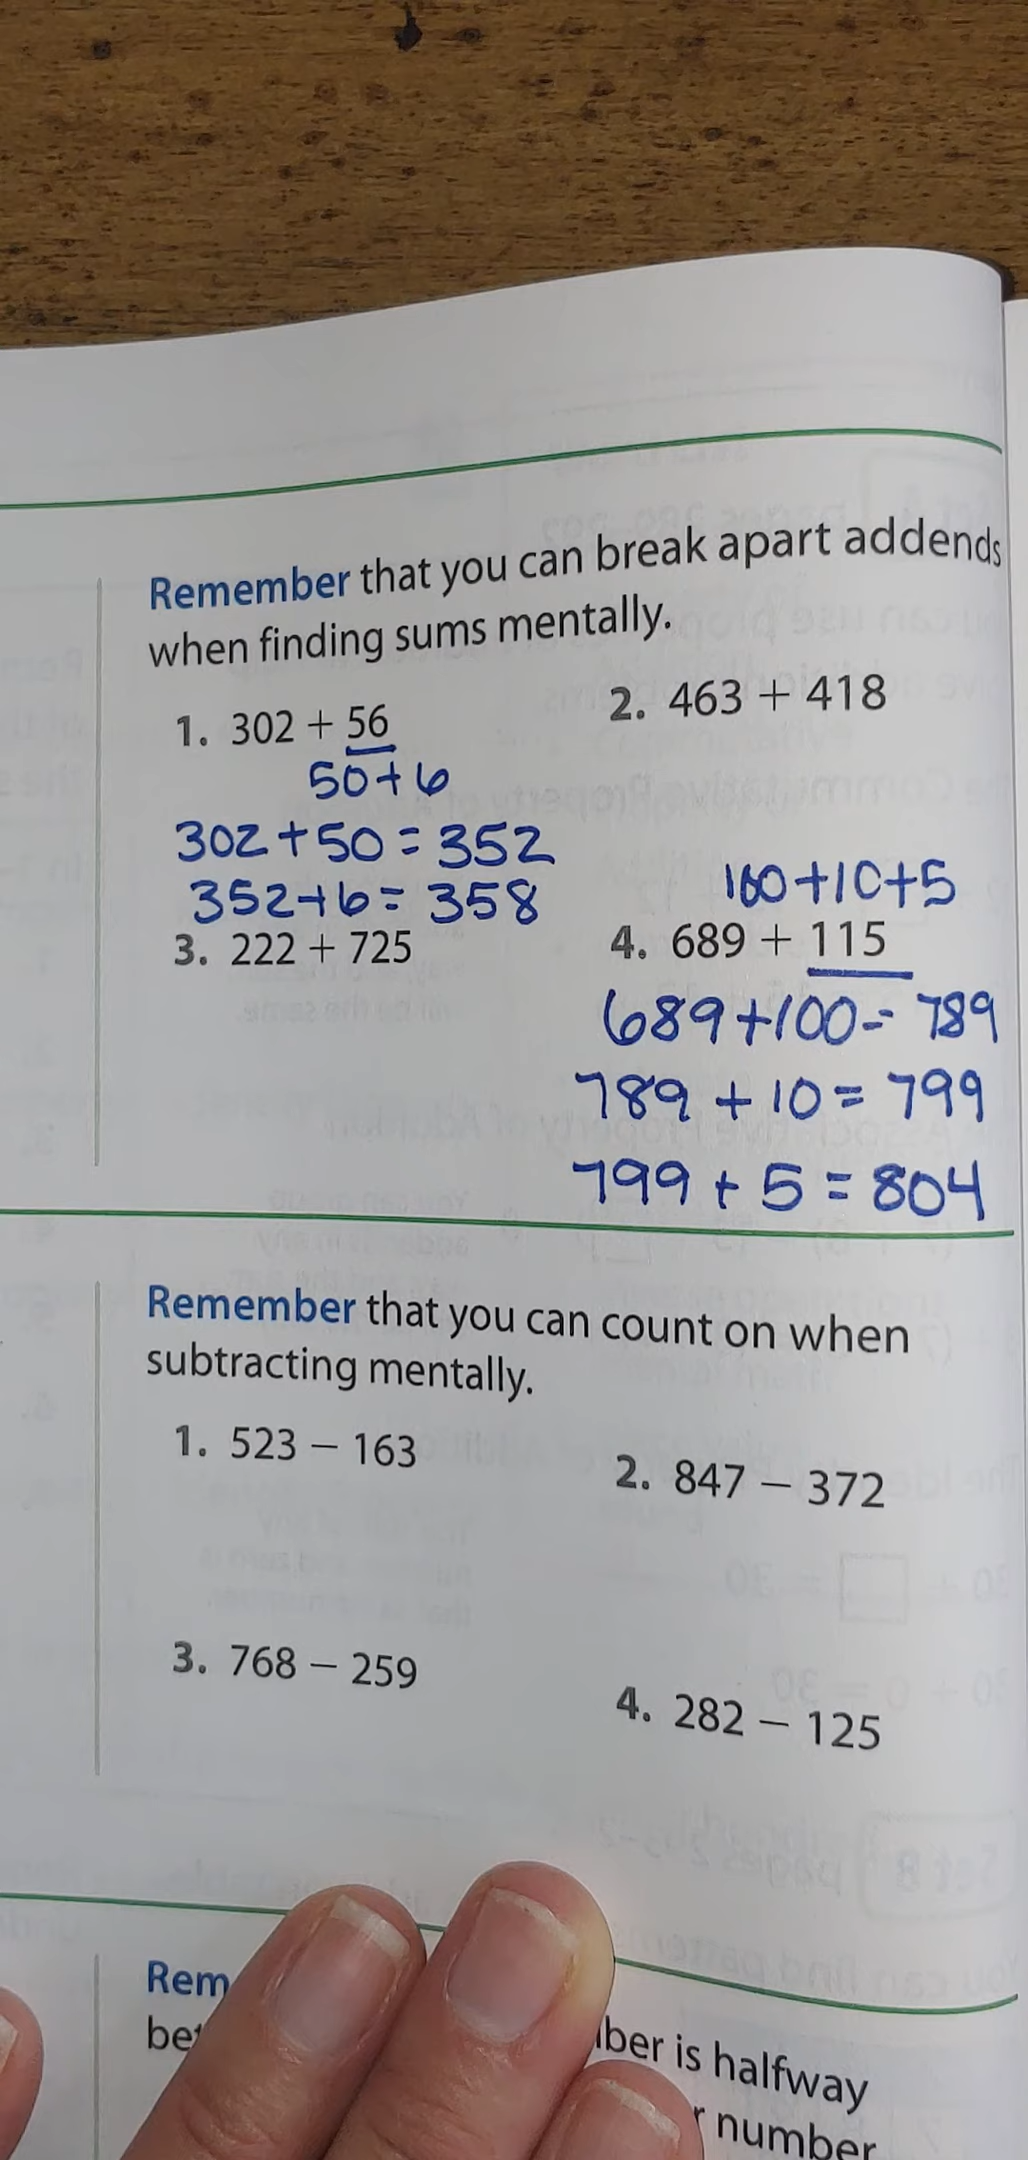 Remember that you can break apart addends
when finding sums mentally.
1. 302 + 56
50+6
302+50=352
352+6=358
2. 463 + 418
3. 222 + 725
100+10+5
4. 689 + 115
689+100=789
789+10=799
799+5=804
Remember that you can count on when
subtracting mentally.
1. 523 − 163
2. 847 − 372
3. 768 − 259
4. 282 − 125
is halfway
number